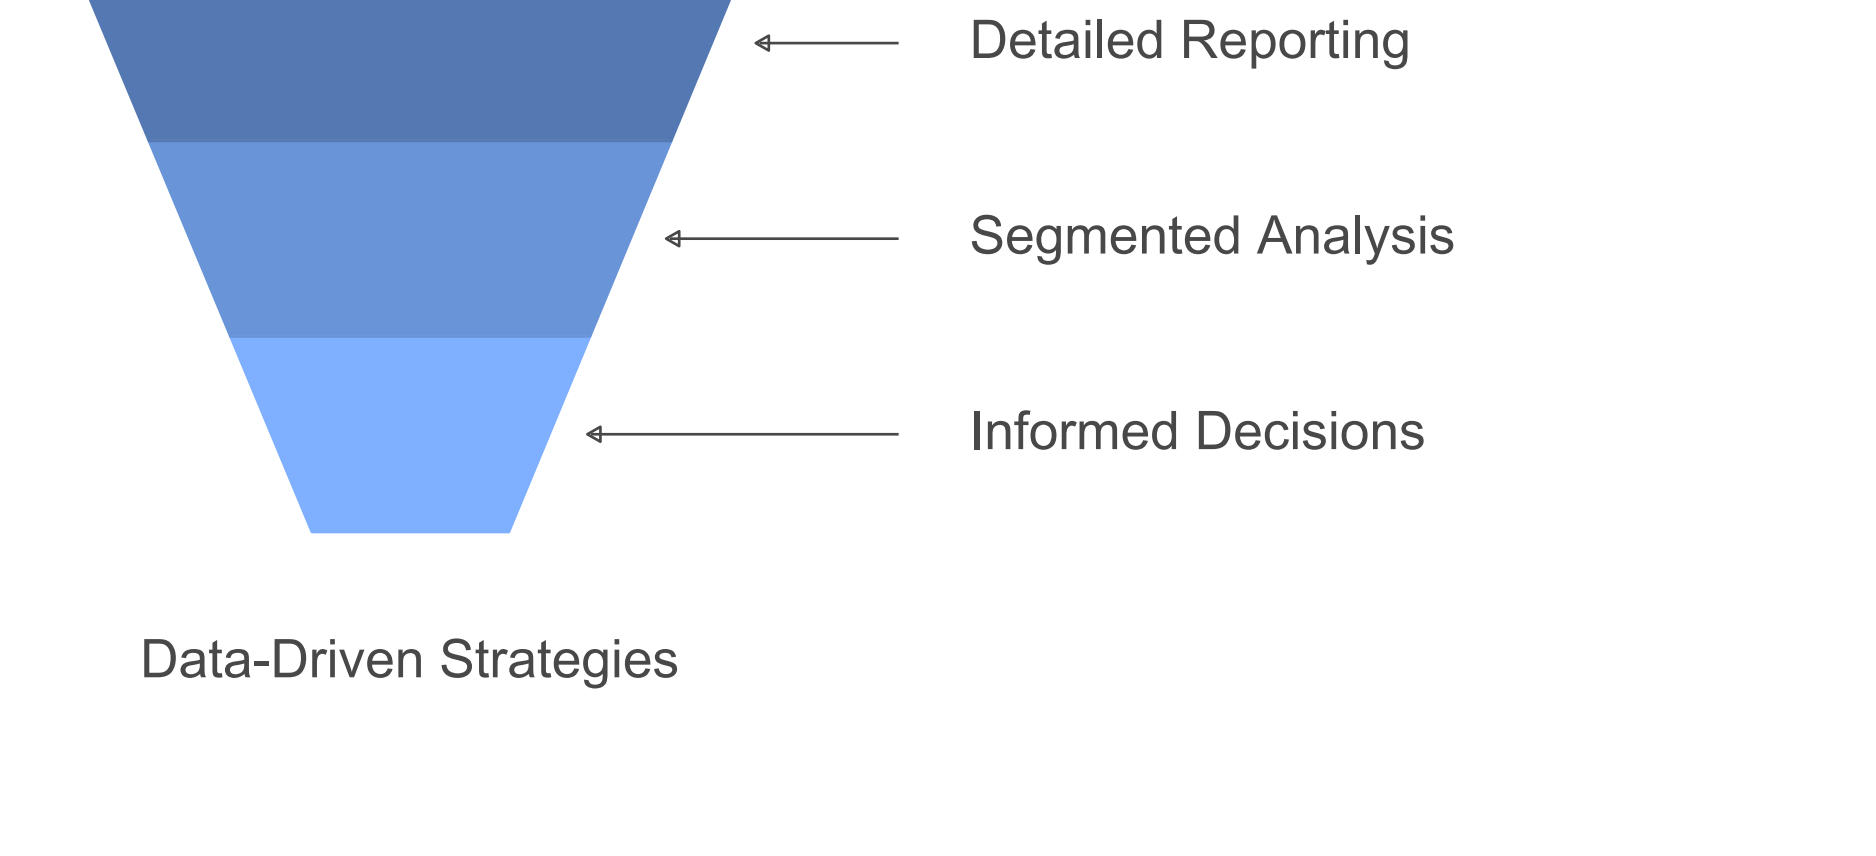 Detailed Reporting
Segmented Analysis
Informed Decisions
Data-Driven Strategies